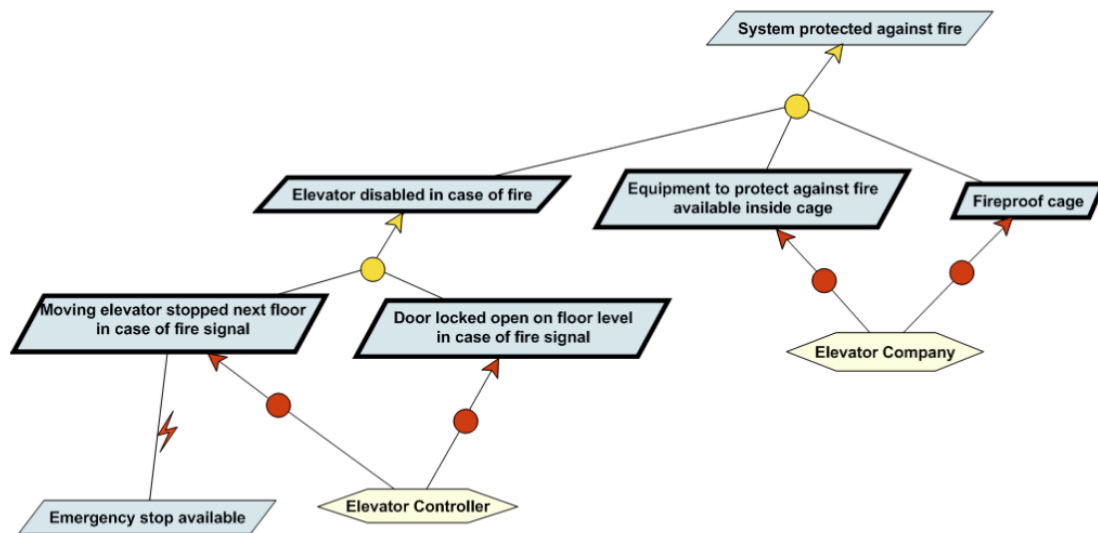 System protected against fire
Elevator disabled in case of fire
Equipment to protect against fire
available inside cage
Fireproof cage
Moving elevator stopped next floor
in case of fire signal
Door locked open on floor level
in case of fire signal
Elevator Company
Emergency stop available
Elevator Controller